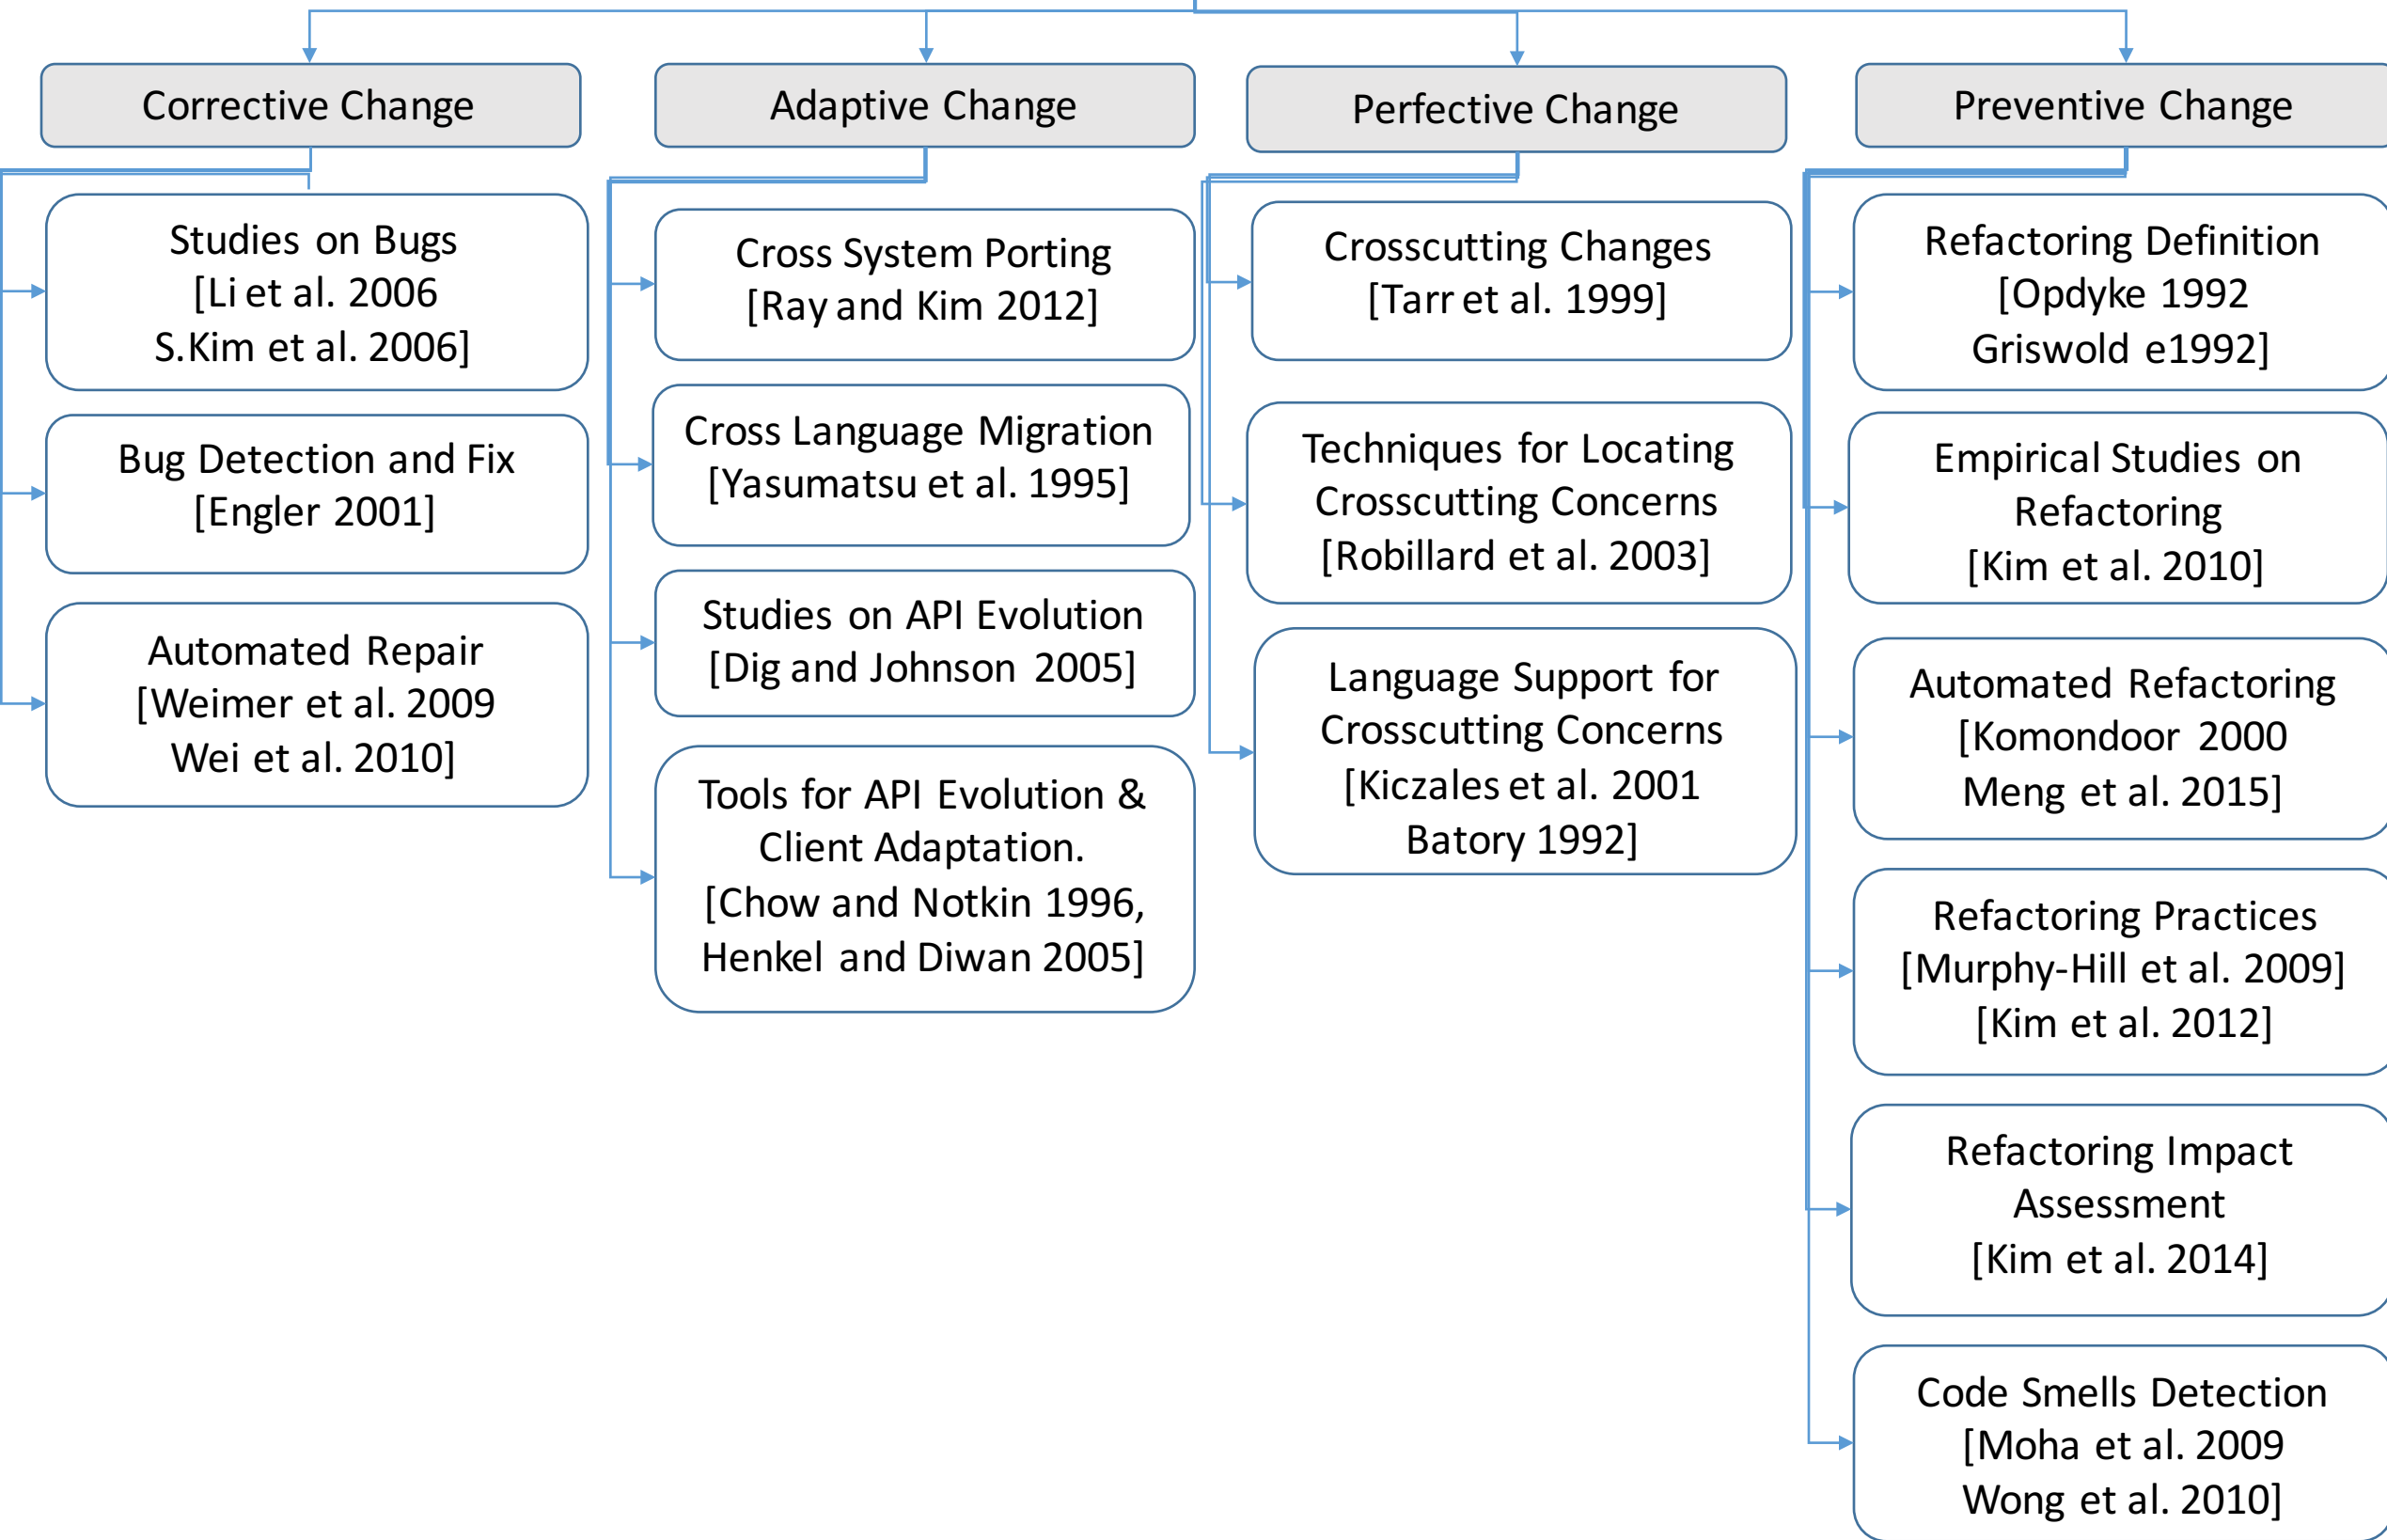 Corrective Change
Studies on Bugs
[Li et al. 2006
S.Kim et al. 2006]
Bug Detection and Fix
[Engler 2001]
Automated Repair
[Weimer et al. 2009
Wei et al. 2010]
Adaptive Change
Cross System Porting
[Ray and Kim 2012]
Cross Language Migration
[Yasumatsu et al. 1995]
Studies on API Evolution
[Dig and Johnson 2005]
Tools for API Evolution &
Client Adaptation.
[Chow and Notkin 1996,
Henkel and Diwan 2005]
Perfective Change
Crosscutting Changes
[Tarr et al. 1999]
Techniques for Locating
Crosscutting Concerns
[Robillard et al. 2003]
Language Support for
Crosscutting Concerns
[Kiczales et al. 2001
Batory 1992]
Preventive Change
Refactoring Definition
[Opdyke 1992
Griswold e1992]
Empirical Studies on
Refactoring
[Kim et al. 2010]
Automated Refactoring
[Komondoor 2000
Meng et al. 2015]
Refactoring Practices
[Murphy-Hill et al. 2009]
[Kim et al. 2012]
Refactoring Impact
Assessment
[Kim et al. 2014]
Code Smells Detection
[Moha et al. 2009
Wong et al. 2010]